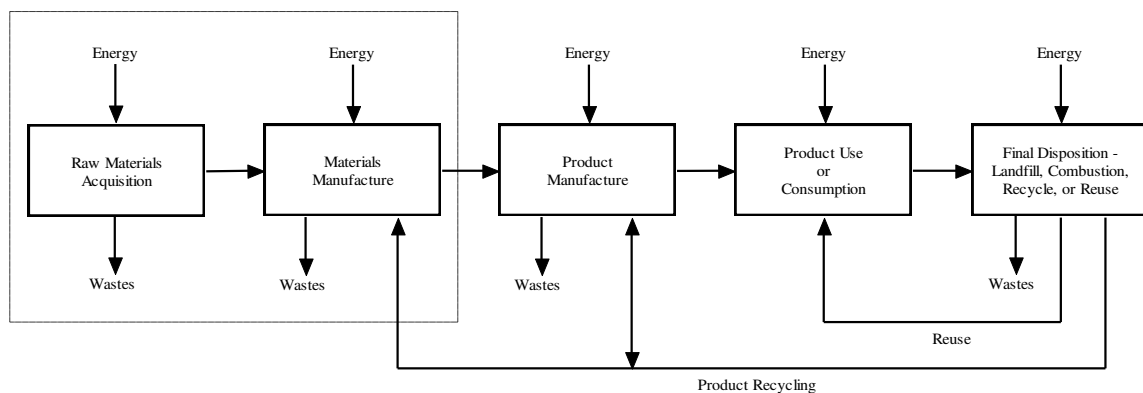 Energy
Energy
Energy
Energy
Energy
Raw Materials
Acquisition
Materials
Manufacture
Product
Manufacture
Product Use
or
Consumption
Final Disposition -
Landfill, Combustion,
Recycle, or Reuse
Wastes
Wastes
Wastes
Wastes
Reuse
Product Recycling